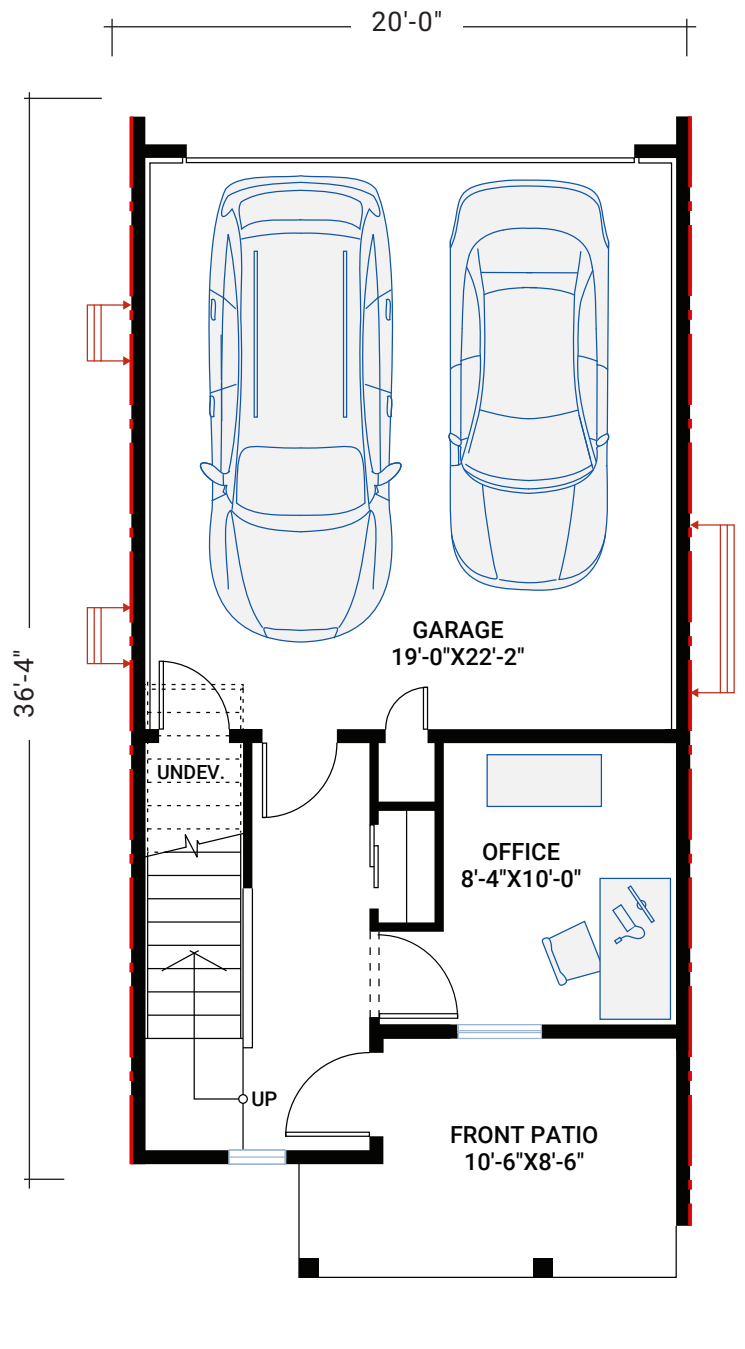 20'-0"
36'-4"
GARAGE
19'-0"X22'-2"
UNDEV.
OFFICE
8'-4"X10'-0"
UP
FRONT PATIO
10'-6"X8'-6"